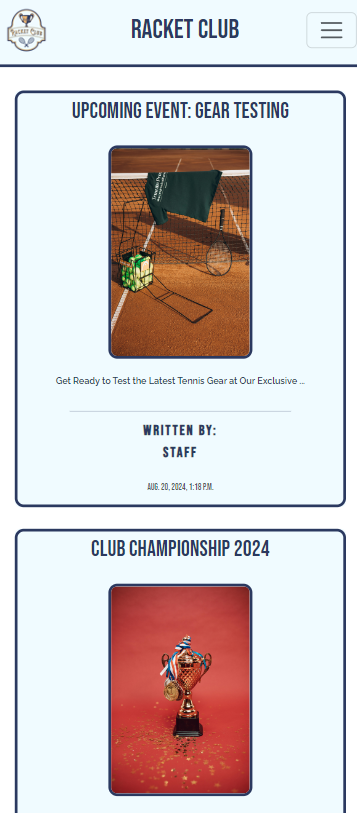 RACKET CLUB
RACKET CLUB
UPCOMING EVENT: GEAR TESTING
Get Ready to Test the Latest Tennis Gear at Our Exclusive ...
WRITTEN BY:
STAFF
AUG. 20, 2024, 1:18 P.M.
CLUB CHAMPIONSHIP 2024